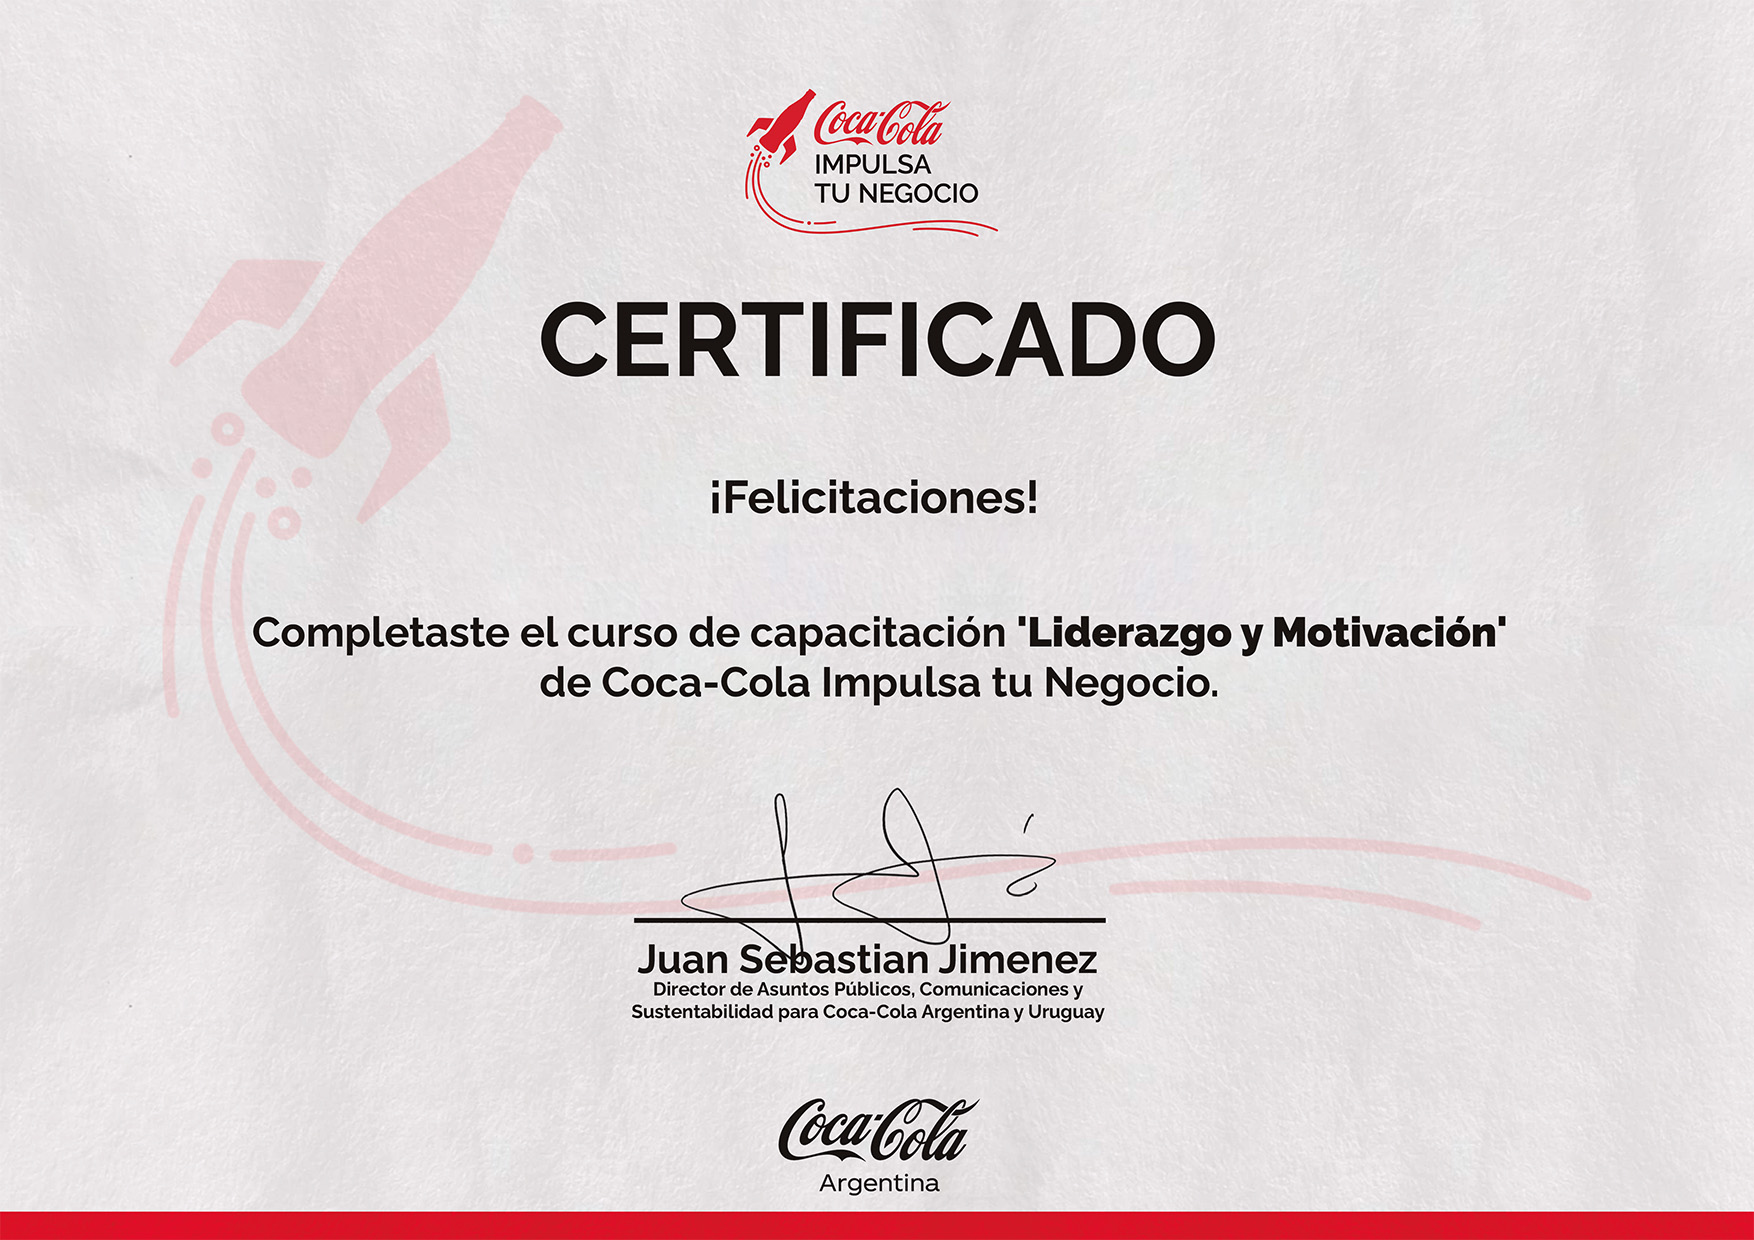 Coca-Cola
IMPULSA
TU NEGOCIO
CERTIFICADO
¡Felicitaciones!
Completaste el curso de capacitación 'Liderazgo y Motivación'
de Coca-Cola Impulsa tu Negocio.
Juan Sebastian Jimenez
Director de Asuntos Públicos, Comunicaciones y
Sustentabilidad para Coca-Cola Argentina y Uruguay
Coca-Cola
Argentina